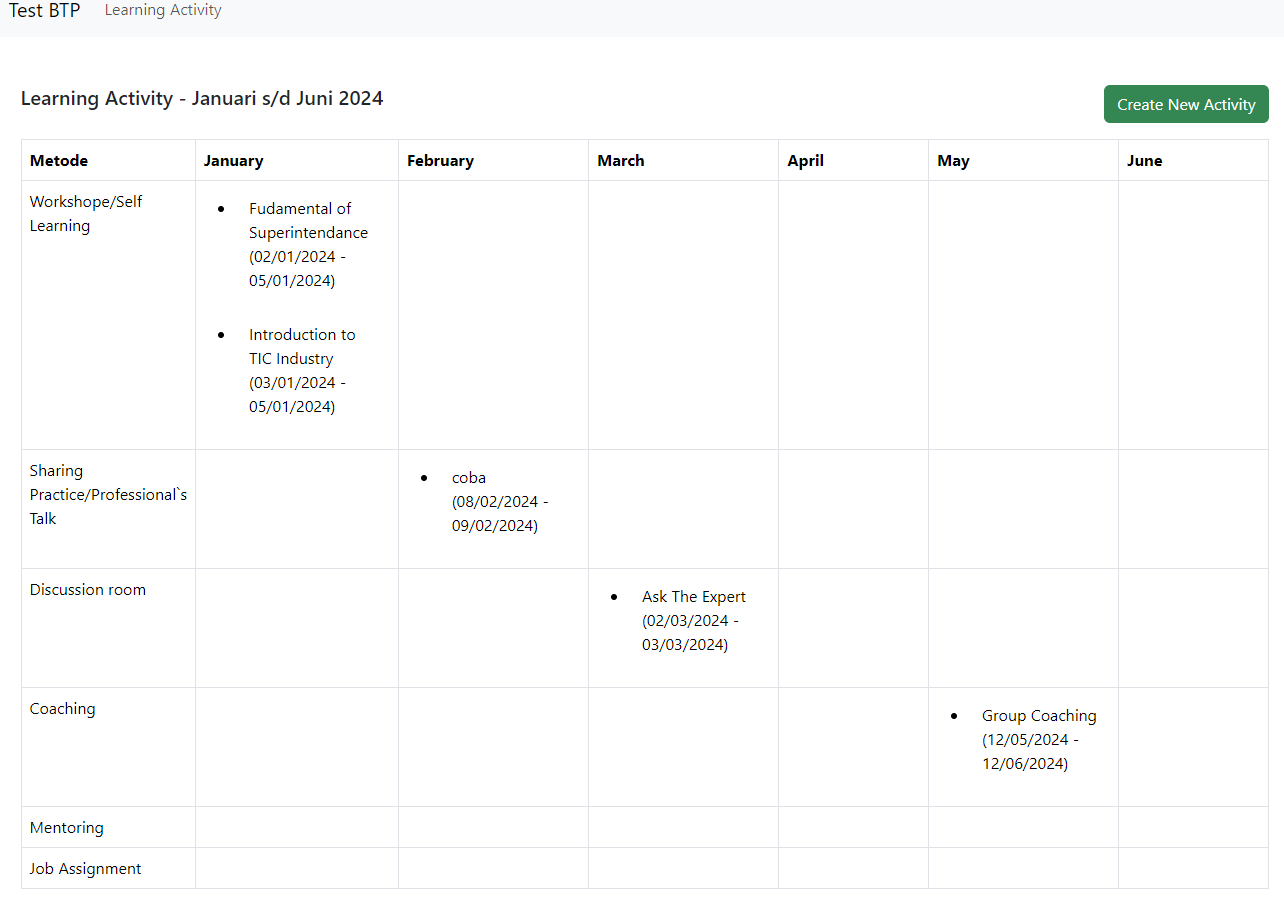 Test BTP Learning Activity
Learning Activity - Januari s/d Juni 2024
Create New Activity
Metode January February March April May June
Workshope/Self
Learning
Fudamental of
Superintendance
(02/01/2024 -
05/01/2024)
Introduction to
TIC Industry
(03/01/2024 -
05/01/2024)
Sharing
Practice/Professional`s
Talk
coba
(08/02/2024 -
09/02/2024)
Discussion room
Ask The Expert
(02/03/2024 -
03/03/2024)
Coaching
Group Coaching
(12/05/2024 -
12/06/2024)
Mentoring
Job Assignment